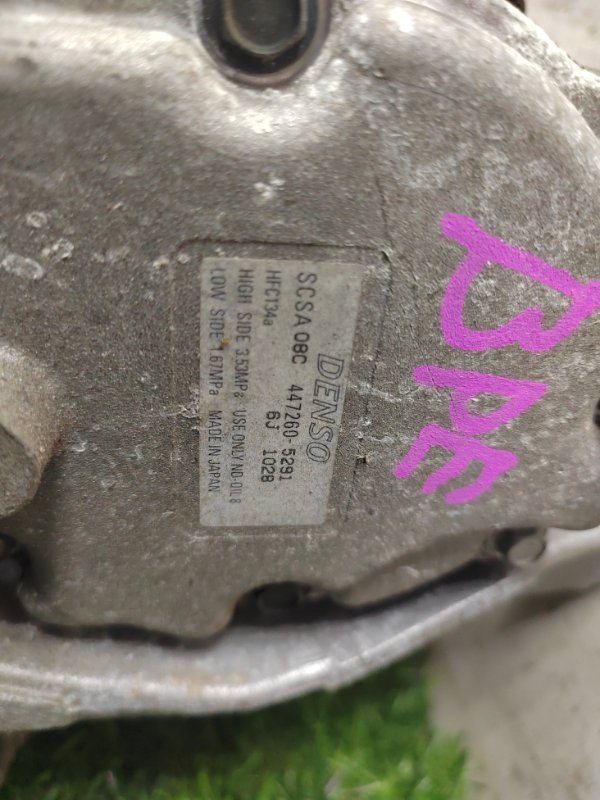 DENSO
SCSA08C 447260-5291
HFC134a 6J 1028
HIGH SIDE 3.53MPa USE ONLY ND-OIL8
LOW SIDE 1.67MPa MADE IN JAPAN
BPE